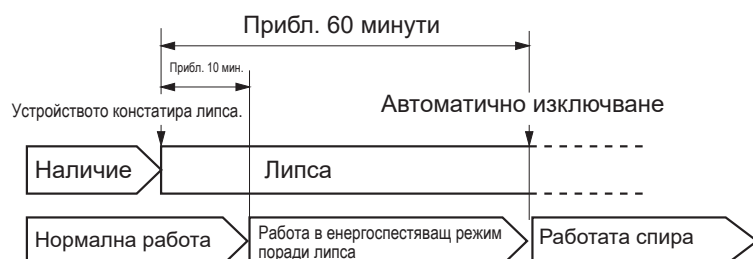 Прибл. 60 минути
Прибл. 10 мин.
Устройството констатира липса.
Автоматично изключване
Наличие
Липса
Нормална работа
Работа в енергоспестяващ режим
поради липса
Работата спира